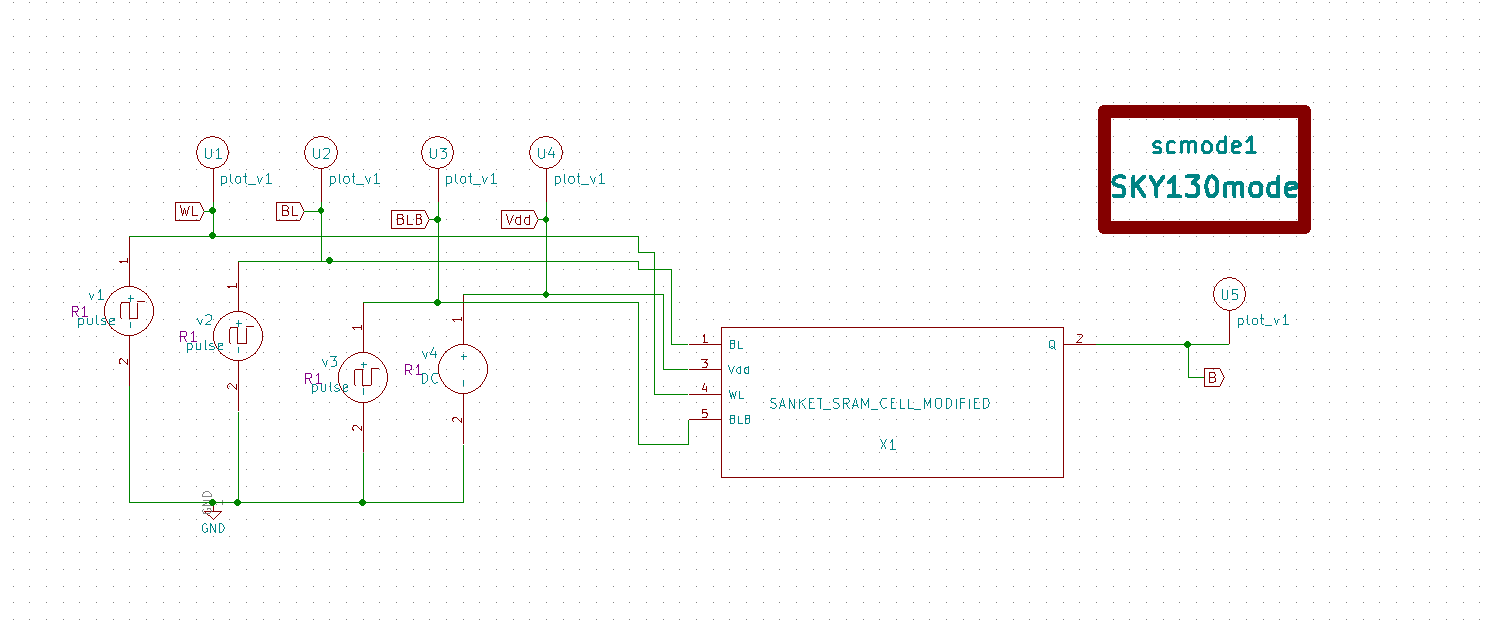 scmode1
SKY130mode
U1
U2
U3
U4
plot_v1
plot_v1
plot_v1
plot_v1
WL
BL
BLB
Vdd
1
v1
R1
pulse
2
1
v2
R1
pulse
2
1
v3
R1
pulse
2
1
v4
R1
DC
2
GND
GND
1
BL
3
Vdd
4
WL
5
BLB
SANKET_SRAM_CELL_MODIFIED
X1
Q
2
U5
plot_v1
B